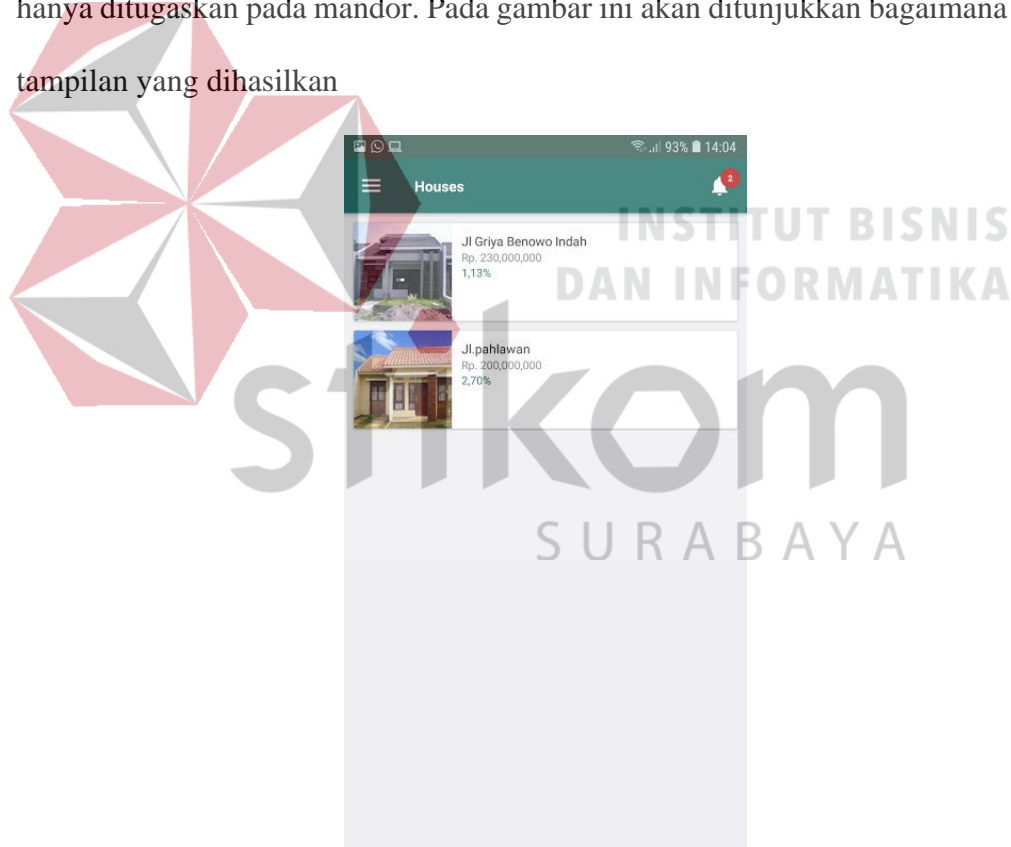 hanya ditugaskan pada mandor. Pada gambar ini akan ditunjukkan bagaimana
tampilan yang dihasilkan
93% 14:04
Houses
2
INSTITUT BISNIS
DAN INFORMATIKA
Jl Griya Benowo Indah
Rp. 230,000,000
1,13%
Jl.pahlawan
Rp. 200,000,000
2,70%
stikom
SURABAYA